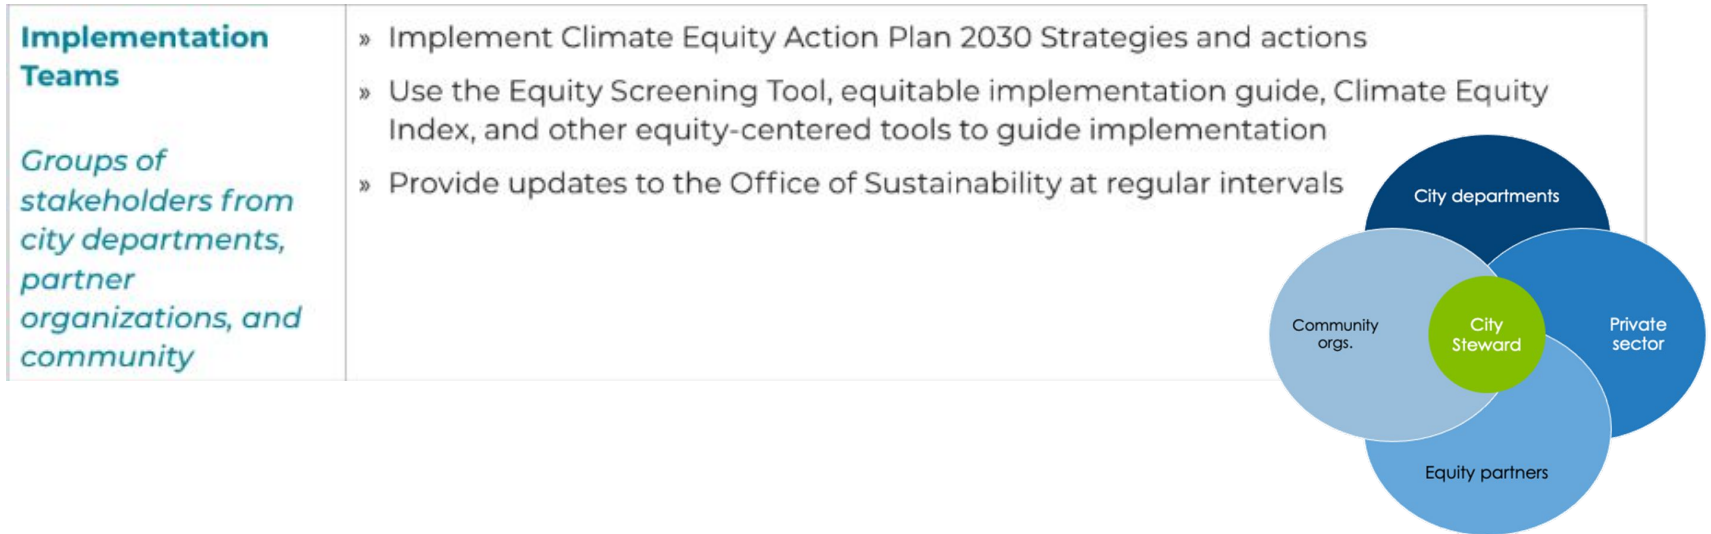 Implementation
Teams
Groups of
stakeholders from
city departments,
partner
organizations, and
community
» Implement Climate Equity Action Plan 2030 Strategies and actions
» Use the Equity Screening Tool, equitable implementation guide, Climate Equity
Index, and other equity-centered tools to guide implementation
» Provide updates to the Office of Sustainability at regular intervals
City departments
Community
orgs.
City
Steward
Private
sector
Equity partners